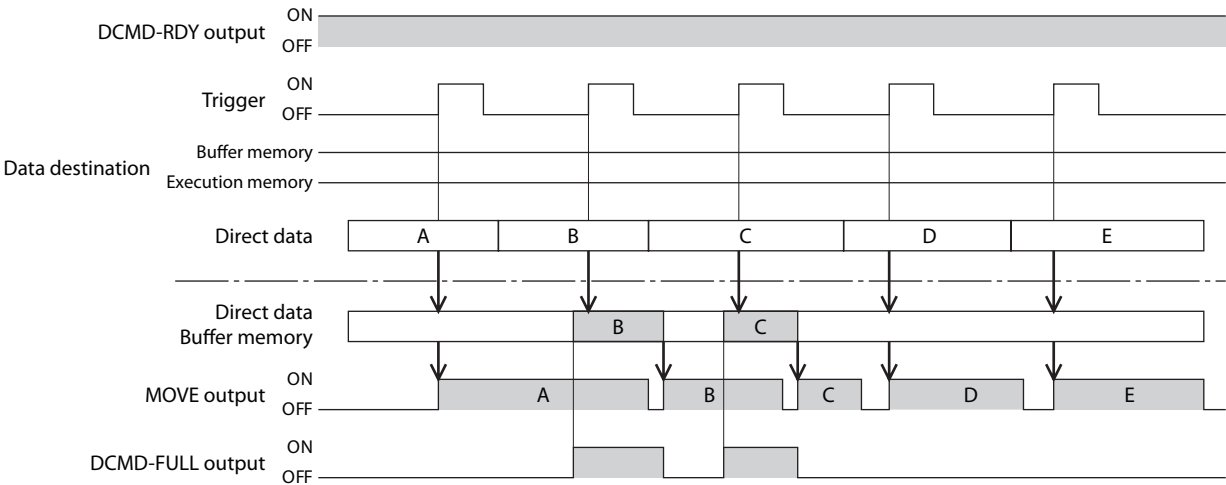 DCMD-RDY output
ON
OFF
Trigger
ON
OFF
Data destination
Buffer memory
Execution memory
Direct data
A B C D E
Direct data
Buffer memory
B C
MOVE output
ON
OFF
A B C D E
DCMD-FULL output
ON
OFF